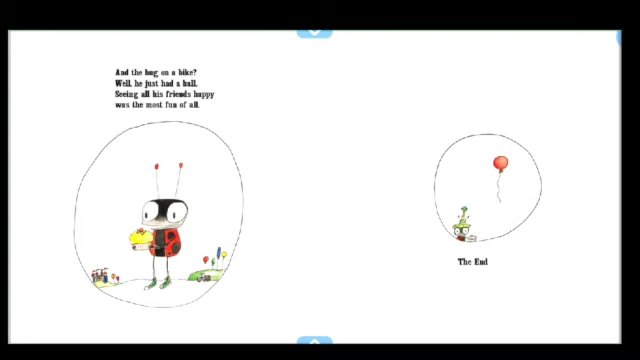 And the bug on a bike?
Well, he just had a ball.
Seeing all his friends happy
was the most fun of all.
The End